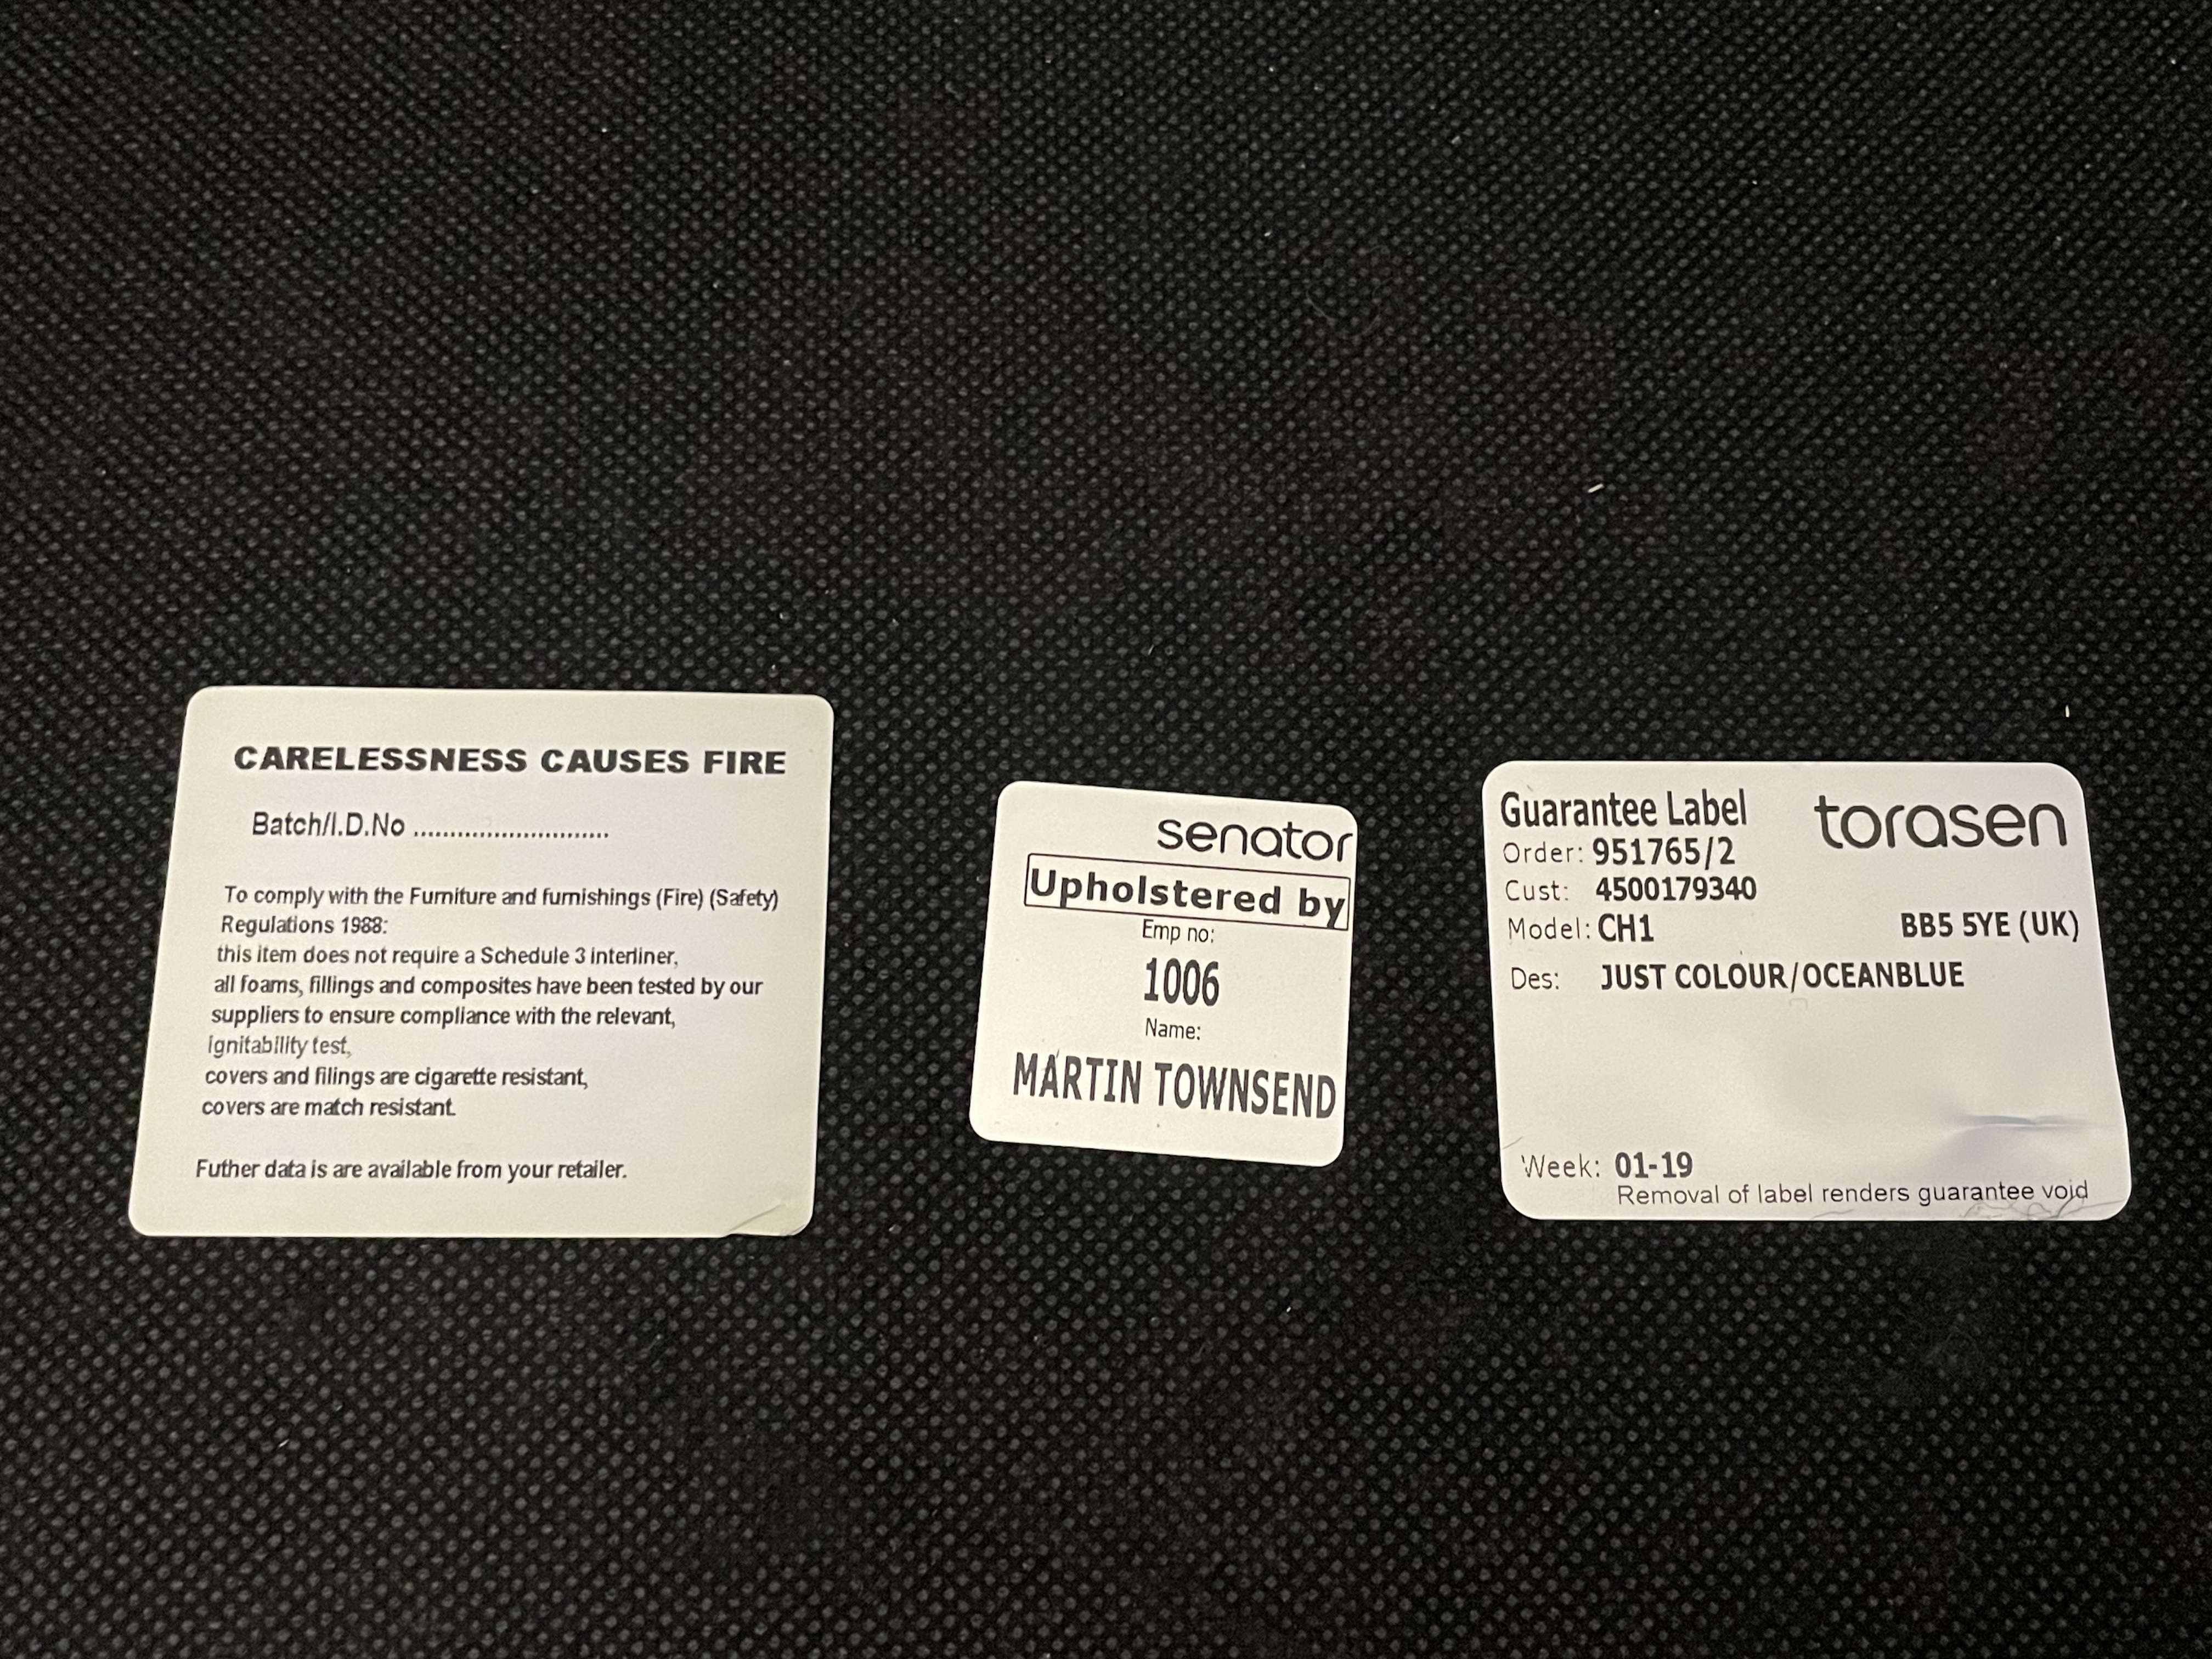 CARELESSNESS CAUSES FIRE
Batch/I.D.No ...........................
To comply with the Furniture and furnishings (Fire) (Safety)
Regulations 1988:
this item does not require a Schedule 3 interliner,
all foams, fillings and composites have been tested by our
suppliers to ensure compliance with the relevant,
ignitability test,
covers and filings are cigarette resistant,
covers are match resistant.
Futher data is are available from your retailer.
senator
Upholstered by
Emp no:
1006
Name:
MARTIN TOWNSEND
Guarantee Label torasen
Order: 951765/2
Cust: 4500179340
Model: CH1 BB5 5YE (UK)
Des: JUST COLOUR/OCEANBLUE
Week: 01-19
Removal of label renders guarantee void